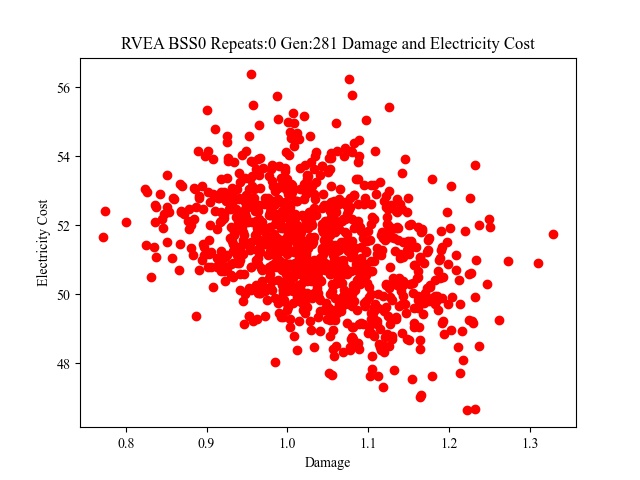 RVEA BSS0 Repeats:0 Gen:281 Damage and Electricity Cost
56
54
52
50
48
Electricity Cost
0.8 0.9 1.0 1.1 1.2 1.3
Damage